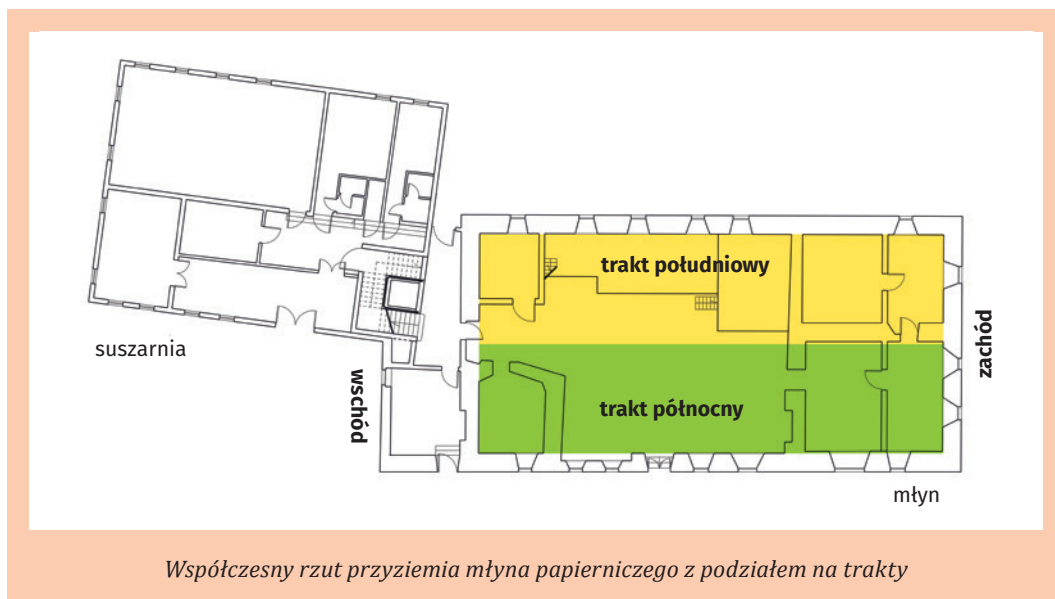 trakt południowy
suszarnia
wschód
zachód
trakt północny
młyn
Współczesny rzut przyziemia młyna papierniczego z podziałem na trakty